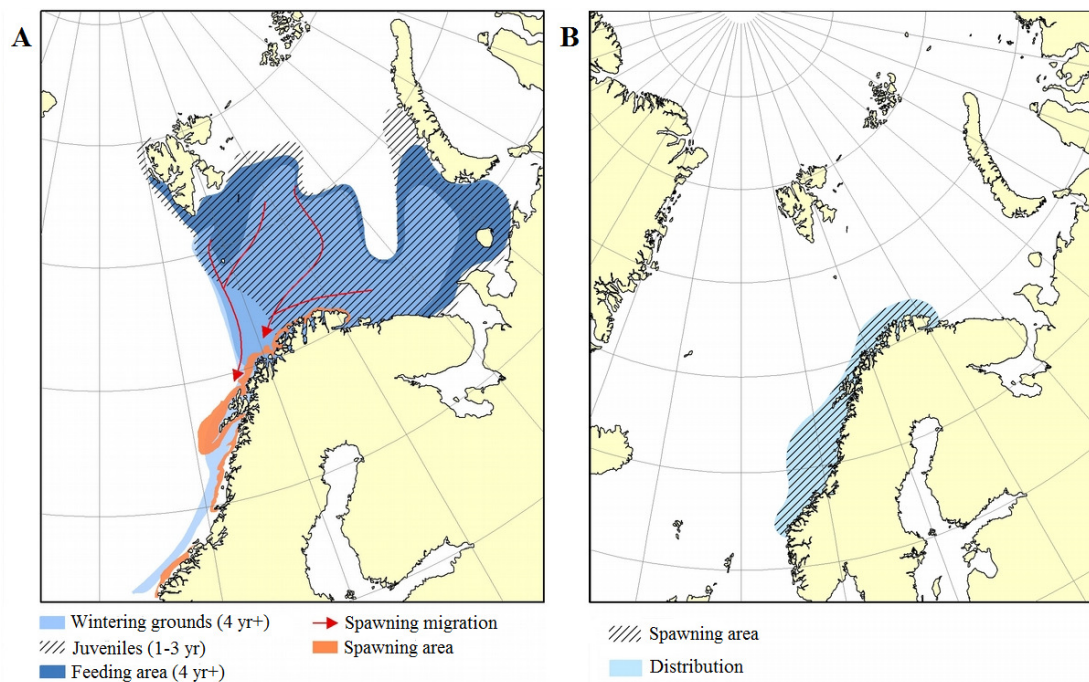 A
B
Wintering grounds (4 yr+)
Juveniles (1-3 yr)
Feeding area (4 yr+)
Spawning migration
Spawning area
Spawning area
Distribution